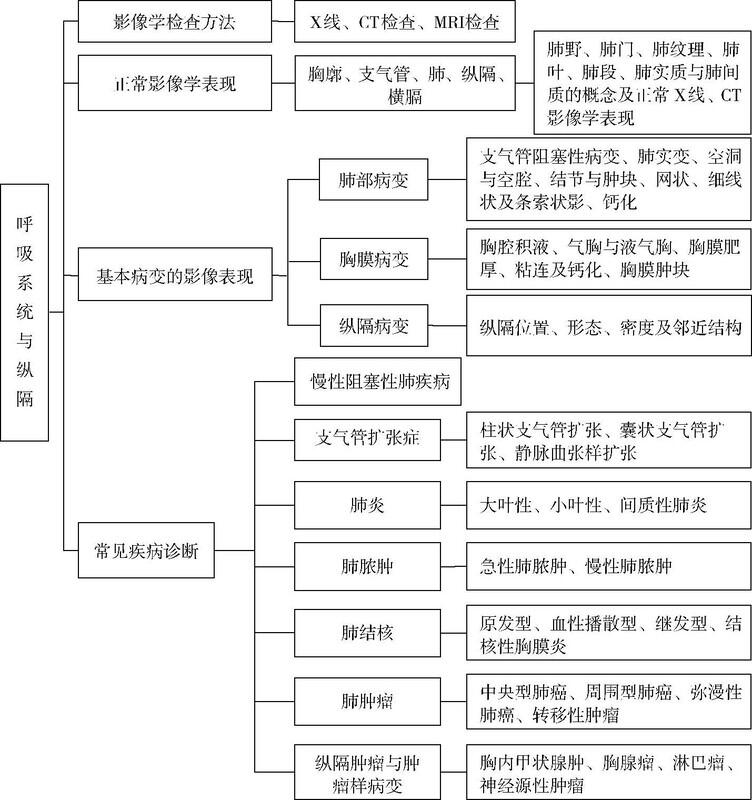 呼吸系统与纵隔
影像学检查方法
X线、CT检查、MRI检查
正常影像学表现
胸廓、支气管、肺、纵隔、
横膈
肺野、肺门、肺纹理、肺
叶、肺段、肺实质与肺间
质的概念及正常X线、CT
影像学表现
基本病变的影像表现
肺部病变
支气管阻塞性病变、肺实变、空洞
与空腔、结节与肿块、网状、细线
状及条索状影、钙化
胸膜病变
胸腔积液、气胸与液气胸、胸膜肥
厚、粘连及钙化、胸膜肿块
纵隔病变
纵隔位置、形态、密度及邻近结构
常见疾病诊断
慢性阻塞性肺疾病
支气管扩张症
柱状支气管扩张、囊状支气管扩
张、静脉曲张样扩张
肺炎
大叶性、小叶性、间质性肺炎
肺脓肿
急性肺脓肿、慢性肺脓肿
肺结核
原发型、血性播散型、继发型、结
核性胸膜炎
肺肿瘤
中央型肺癌、周围型肺癌、弥漫性
肺癌、转移性肿瘤
纵隔肿瘤与肿
瘤样病变
胸内甲状腺肿、胸腺瘤、淋巴瘤、
神经源性肿瘤